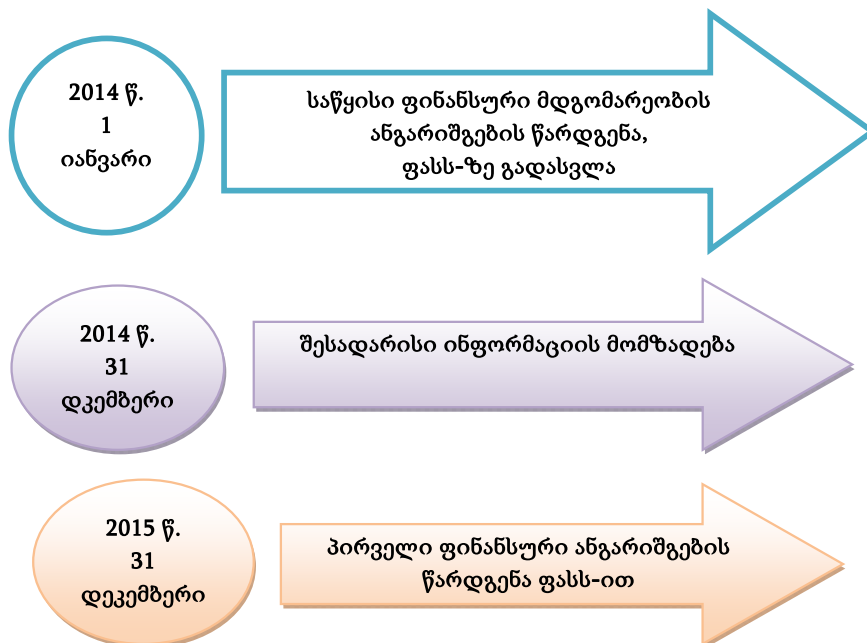 2014 წ.
1
იანვარი
საწყისი ფინანსური მდგომარეობის
ანგარიშგების წარდგენა,
ფასს-ზე გადასვლა
2014 წ.
31
დკემბერი
შესადარისი ინფორმაციის მომზადება
2015 წ.
31
დეკემბერი
პირველი ფინანსური ანგარიშგების
წარდგენა ფასს-ით